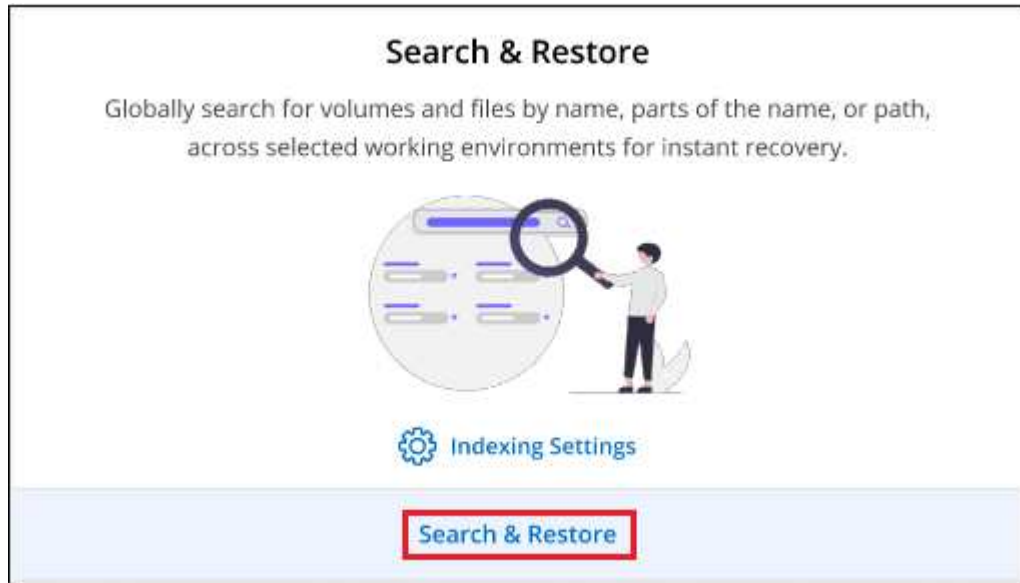 Search & Restore
Globally search for volumes and files by name, parts of the name, or path,
across selected working environments for instant recovery.
Indexing Settings
Search & Restore